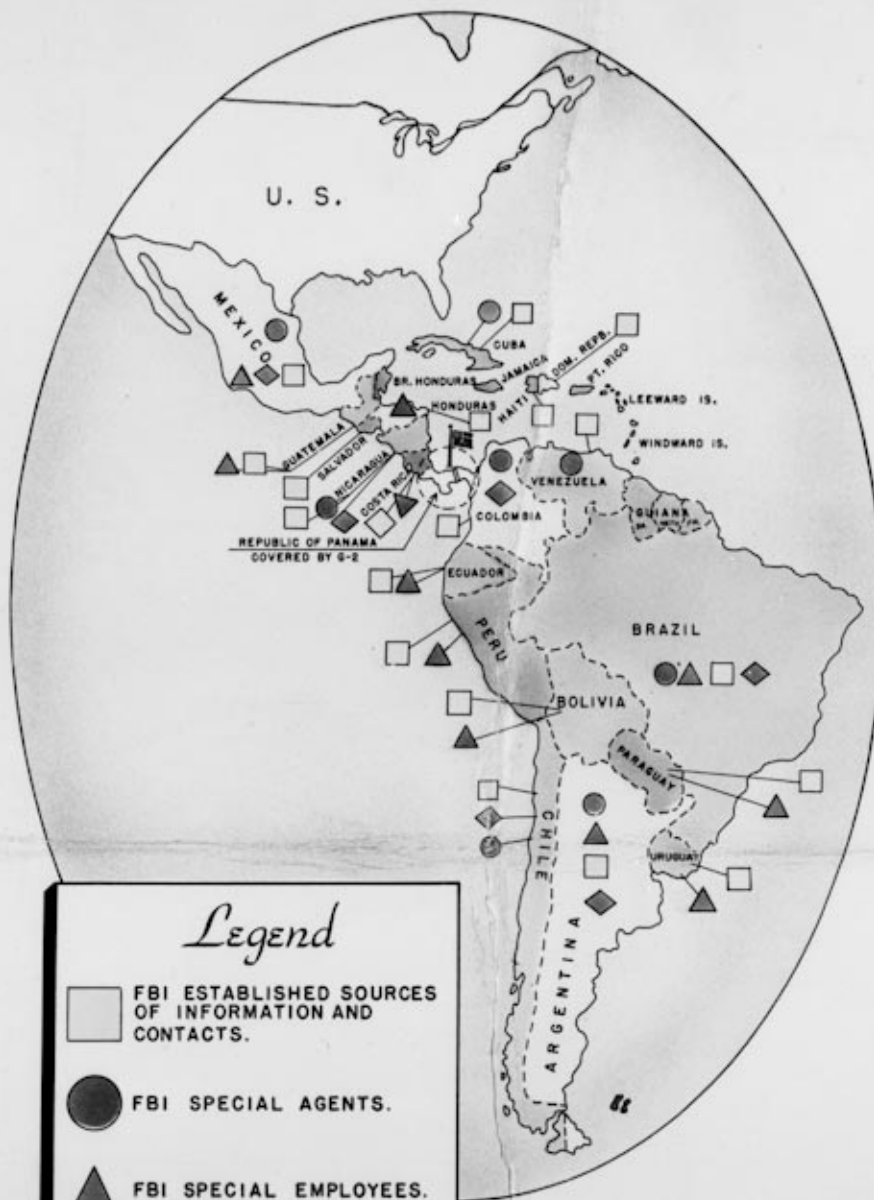 U. S.
MEXICO
CUBA
BR. HONDURAS
JAMAICA
DOM. REPB.
PT. RICO
HONDURAS
HAITI
LEEWARD IS.
WINDWARD IS.
GUATEMALA
SALVADOR
NICARAGUA
COSTA RICA
VENEZUELA
GUIANA
BR.
FR.
COLOMBIA
REPUBLIC OF PANAMA
COVERED BY G-2
ECUADOR
PERU
BRAZIL
BOLIVIA
PARAGUAY
CHILE
URUGUAY
ARGENTINA
Legend
FBI ESTABLISHED SOURCES
OF INFORMATION AND
CONTACTS.
FBI SPECIAL AGENTS.
FBI SPECIAL EMPLOYEES.